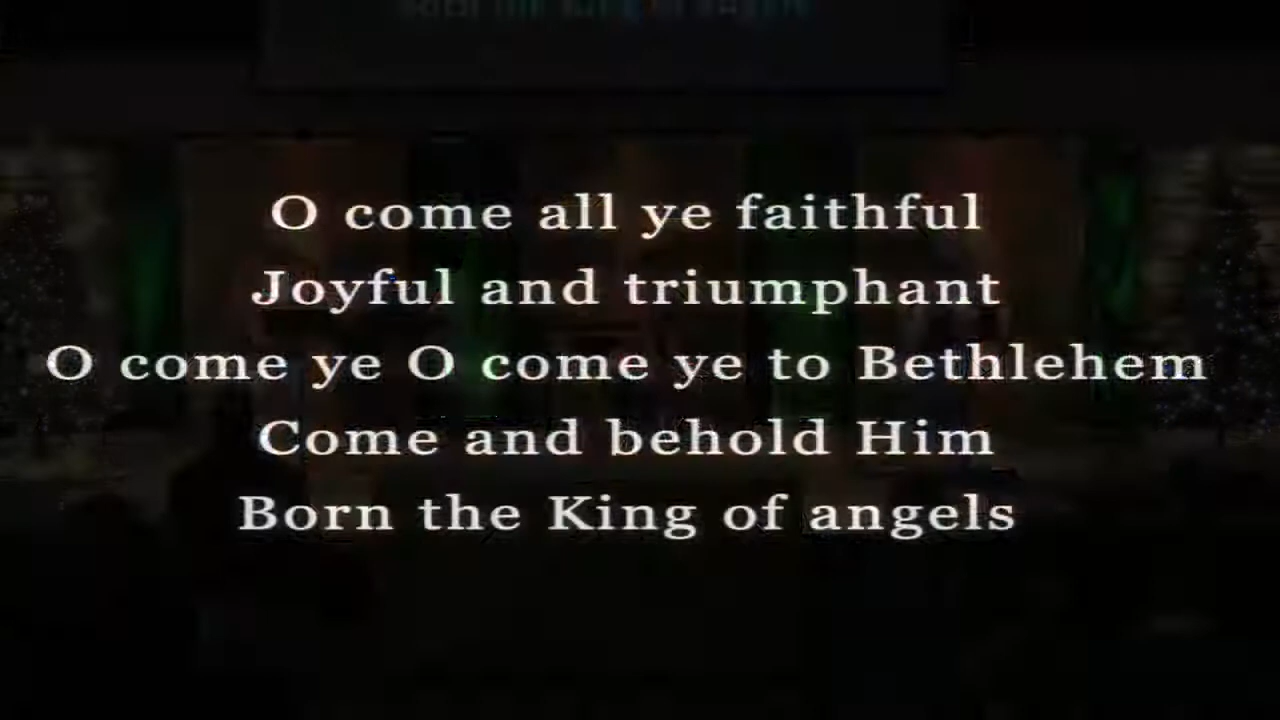 O come all ye faithful
Joyful and triumphant
O come ye O come ye to Bethlehem
Come and behold Him
Born the King of angels